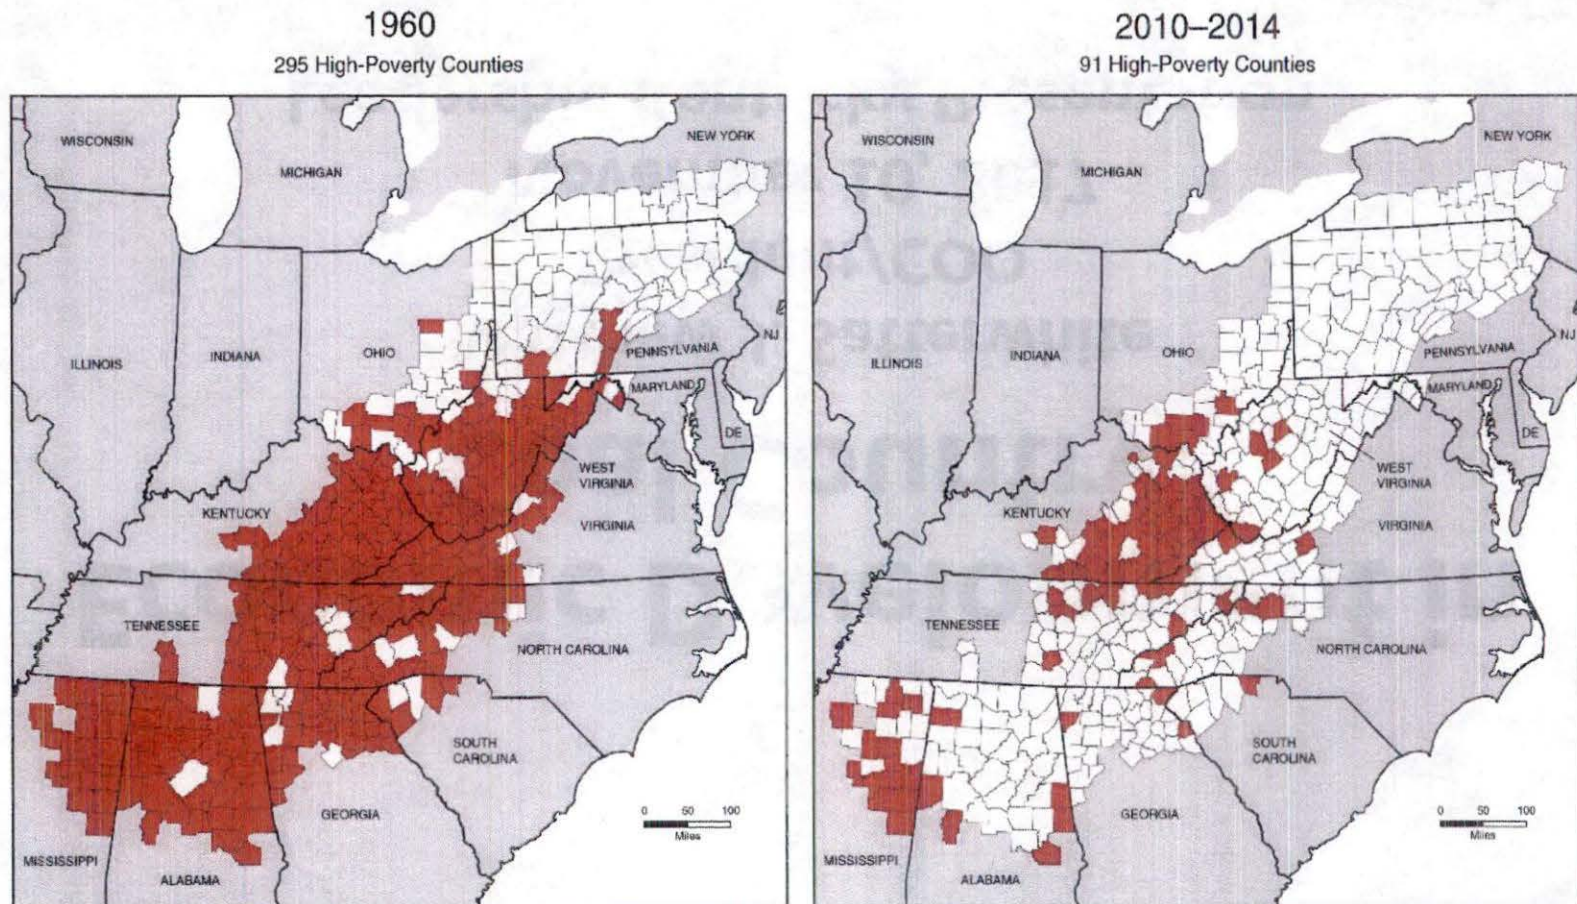 1960
295 High-Poverty Counties
WISCONSIN
MICHIGAN
NEW YORK
ILLINOIS
INDIANA
OHIO
PENNSYLVANIA
NJ
MARYLAND
DE
WEST
VIRGINIA
KENTUCKY
VIRGINIA
TENNESSEE
NORTH CAROLINA
SOUTH
CAROLINA
GEORGIA
MISSISSIPPI
ALABAMA
0 50 100
Miles
2010–2014
91 High-Poverty Counties
WISCONSIN
MICHIGAN
NEW YORK
ILLINOIS
INDIANA
OHIO
PENNSYLVANIA
NJ
MARYLAND
DE
WEST
VIRGINIA
KENTUCKY
VIRGINIA
TENNESSEE
NORTH CAROLINA
SOUTH
CAROLINA
GEORGIA
MISSISSIPPI
ALABAMA
0 50 100
Miles